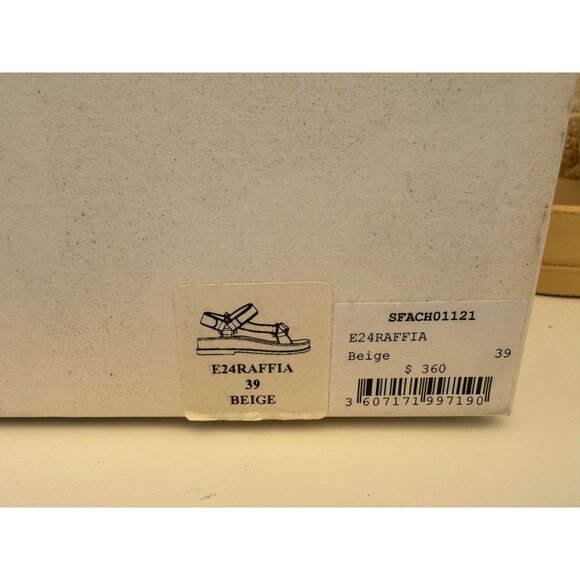 E24RAFFIA
39
BEIGE
SFACH01121
E24RAFFIA
Beige 39
$ 360
3 607171 997190